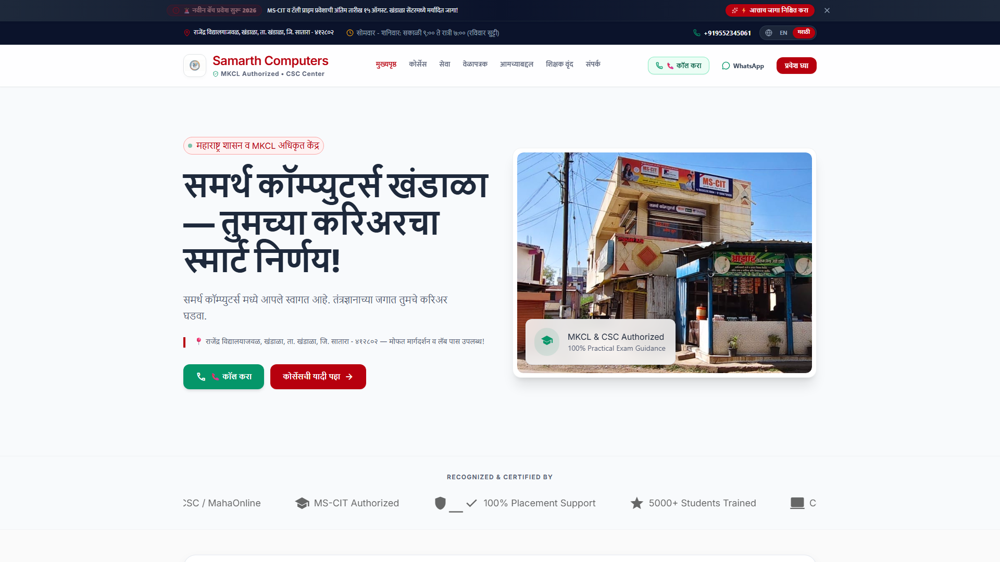 नवीन बॅच प्रवेश सुरू 2026
MS-CIT व टॅली प्राइम प्रवेशाची अंतिम तारीख १५ ऑगस्ट. खंडाळा सेंटरमध्ये मर्यादित जागा!
आत्ताच जागा निश्चित करा
राजेंद्र विद्यालयाजवळ, खंडाळा, ता. खंडाळा, जि. सातारा - ४१२८०२
सोमवार - शनिवार: सकाळी ९:०० ते रात्री ७:०० (रविवार सुट्टी)
+919552345061
EN
मराठी
Samarth Computers
MKCL Authorized • CSC Center
मुख्यपृष्ठ
कोर्सेस
सेवा
वेळापत्रक
आमच्याबद्दल
शिक्षक वृंद
संपर्क
कॉल करा
WhatsApp
प्रवेश घ्या
महाराष्ट्र शासन व MKCL अधिकृत केंद्र
समर्थ कॉम्प्युटर्स खंडाळा
— तुमच्या करिअरचा
स्मार्ट निर्णय!
समर्थ कॉम्प्युटर्स मध्ये आपले स्वागत आहे. तंत्रज्ञानाच्या जगात तुमचे करिअर
घडवा.
राजेंद्र विद्यालयाजवळ, खंडाळा, ता. खंडाळा, जि. सातारा - ४१२८०२ — मोफत मार्गदर्शन व लॅब पास उपलब्ध!
कॉल करा
कोर्सेसची यादी पहा
MS-CIT
MS-CIT
समर्थ कॉम्प्युटर्स
MKCL & CSC Authorized
100% Practical Exam Guidance
RECOGNIZED & CERTIFIED BY
CSC / MahaOnline
MS-CIT Authorized
100% Placement Support
5000+ Students Trained
C